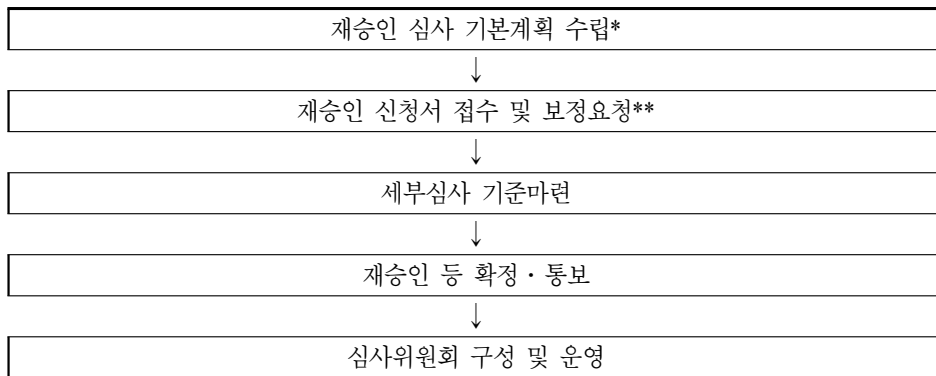 재승인 심사 기본계획 수립*
↓
재승인 신청서 접수 및 보정요청**
↓
세부심사 기준마련
↓
재승인 등 확정·통보
↓
심사위원회 구성 및 운영